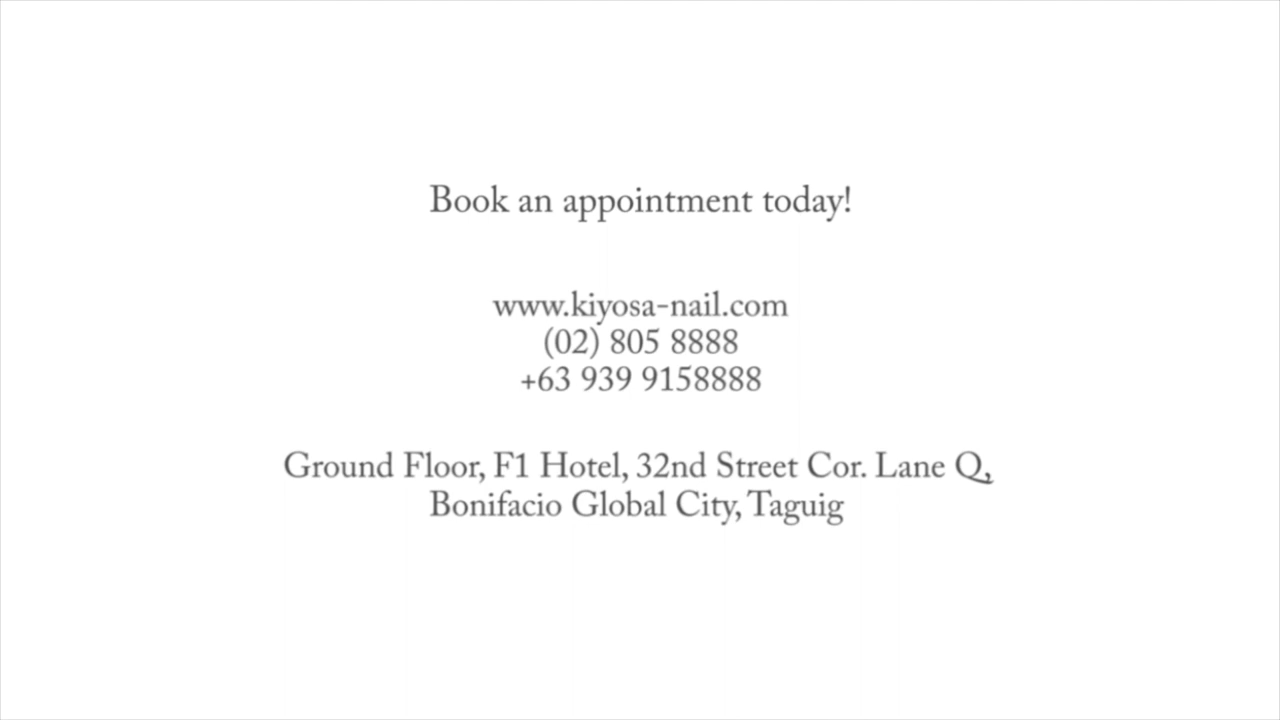 Book an appointment today!
www.kiyosa-nail.com
(02) 805 8888
+63 939 9158888
Ground Floor, F1 Hotel, 32nd Street Cor. Lane Q,
Bonifacio Global City, Taguig